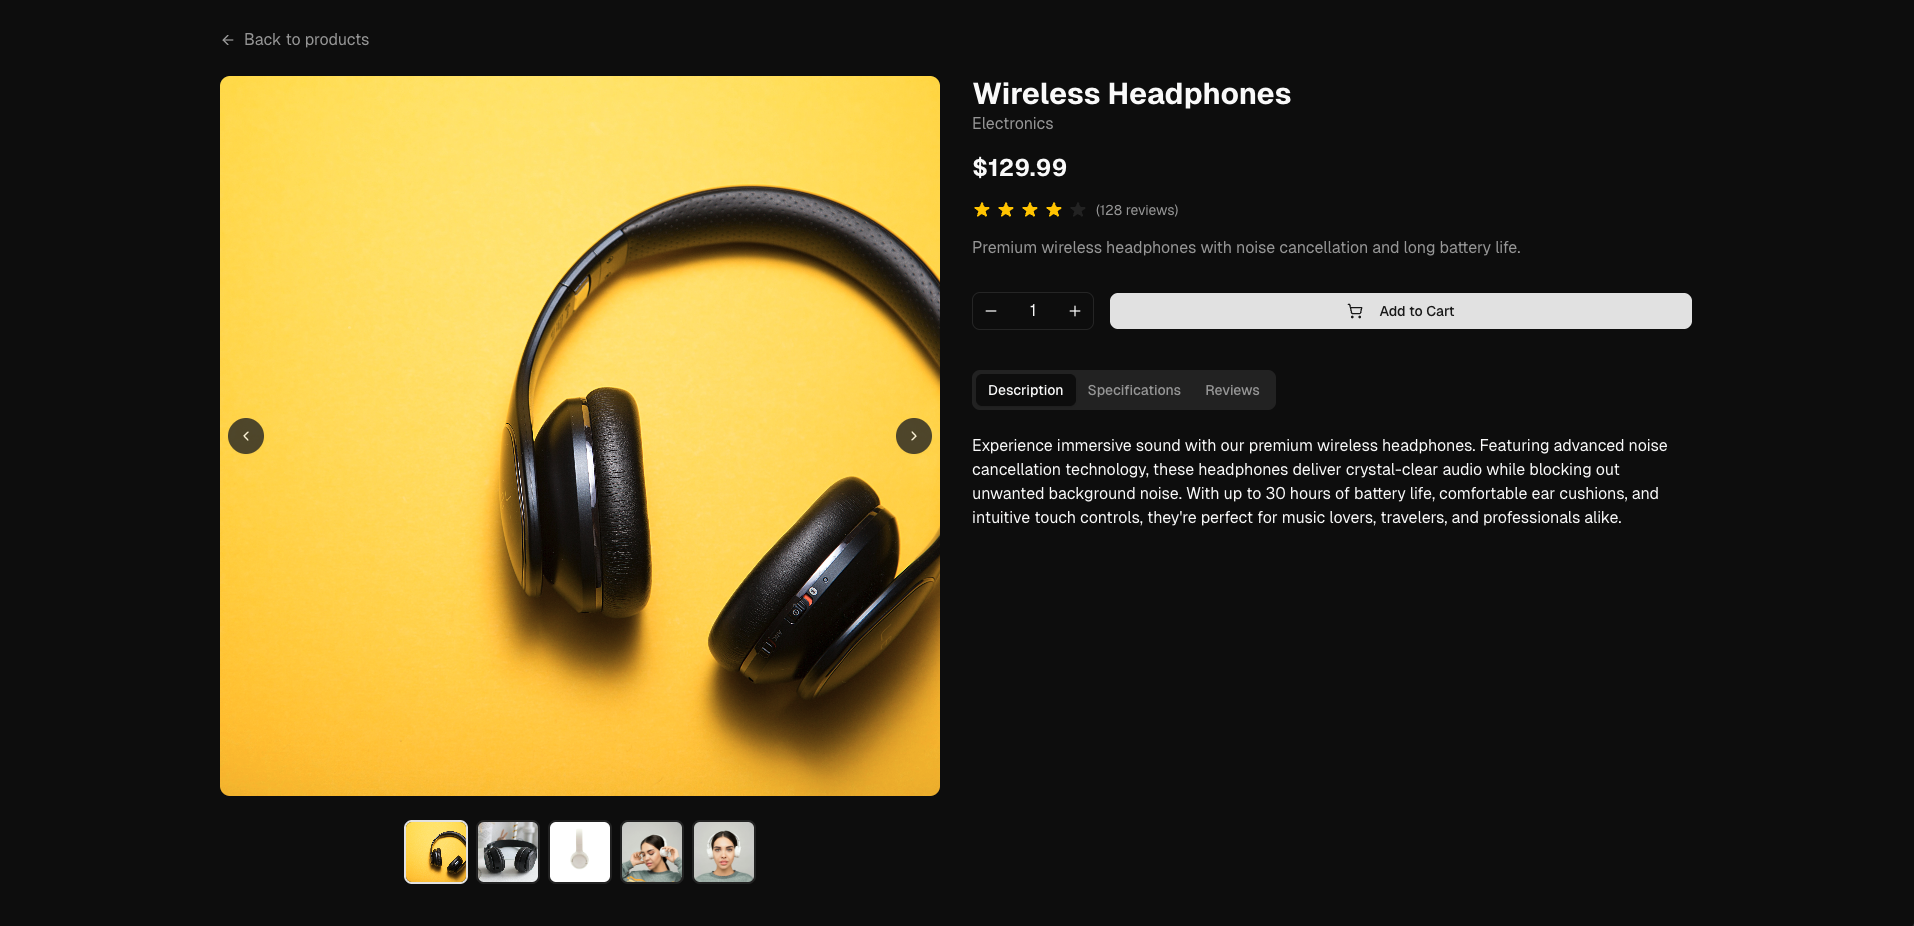 Back to products
Wireless Headphones
Electronics
$129.99
(128 reviews)
Premium wireless headphones with noise cancellation and long battery life.
1
Add to Cart
Description
Specifications
Reviews
Experience immersive sound with our premium wireless headphones. Featuring advanced noise
cancellation technology, these headphones deliver crystal-clear audio while blocking out
unwanted background noise. With up to 30 hours of battery life, comfortable ear cushions, and
intuitive touch controls, they're perfect for music lovers, travelers, and professionals alike.